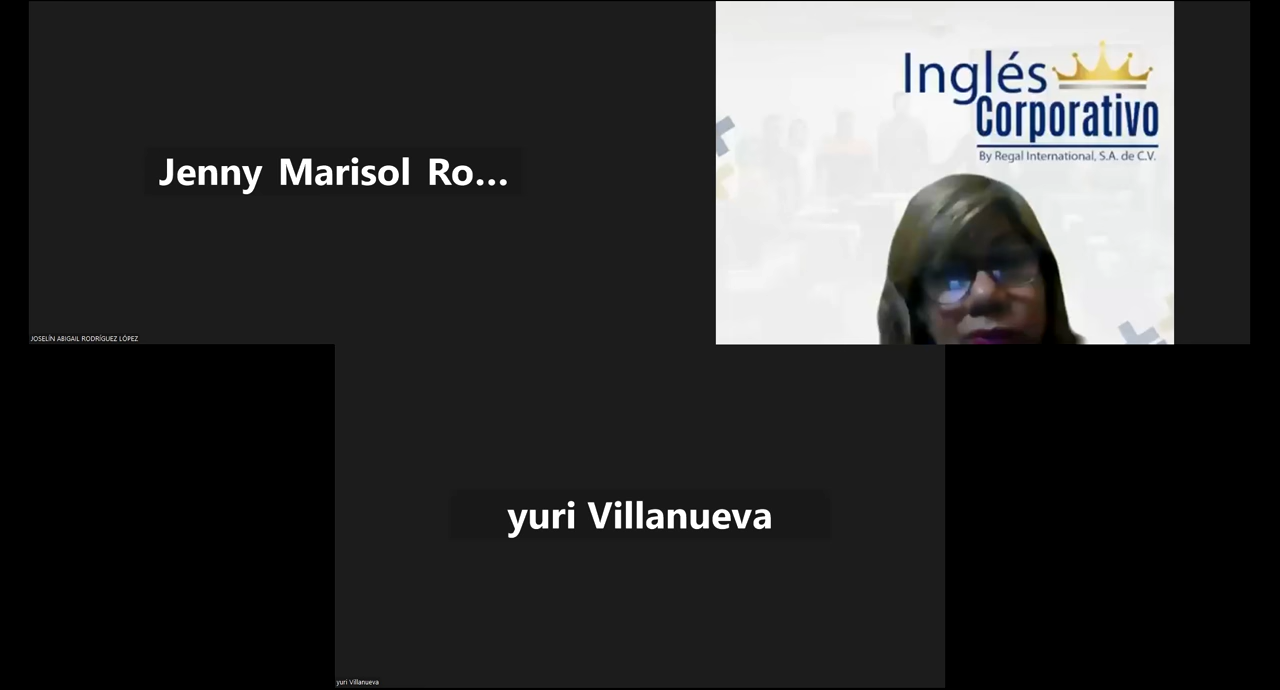 Jenny Marisol Ro...
JOSELÍN ABIGAIL RODRÍGUEZ LÓPEZ
Inglés
Corporativo
By Regal International, S.A. de C.V.
yuri Villanueva
yuri Villanueva